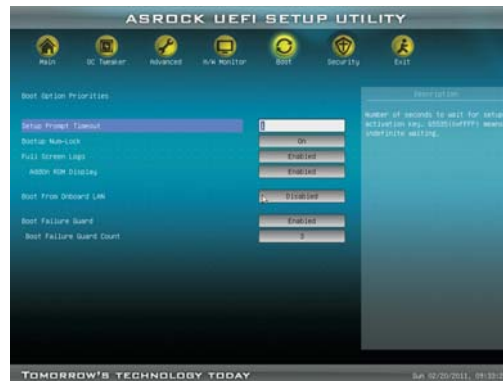 ASROCK UEFI SETUP UTILITY
Main OC Tweaker Advanced H/W Monitor Boot Security Exit
Boot Option Priorities
Description
Setup Prompt Timeout
Number of seconds to wait for setup activation key. 65535(0xFFFF) means indefinite waiting.
Bootup Num-Lock On
Full Screen Logo Enabled
AddOn ROM Display Enabled
Boot From Onboard LAN Disabled
Boot Failure Guard Enabled
Boot Failure Guard Count
TOMORROW'S TECHNOLOGY TODAY
Sun 02/20/2011,